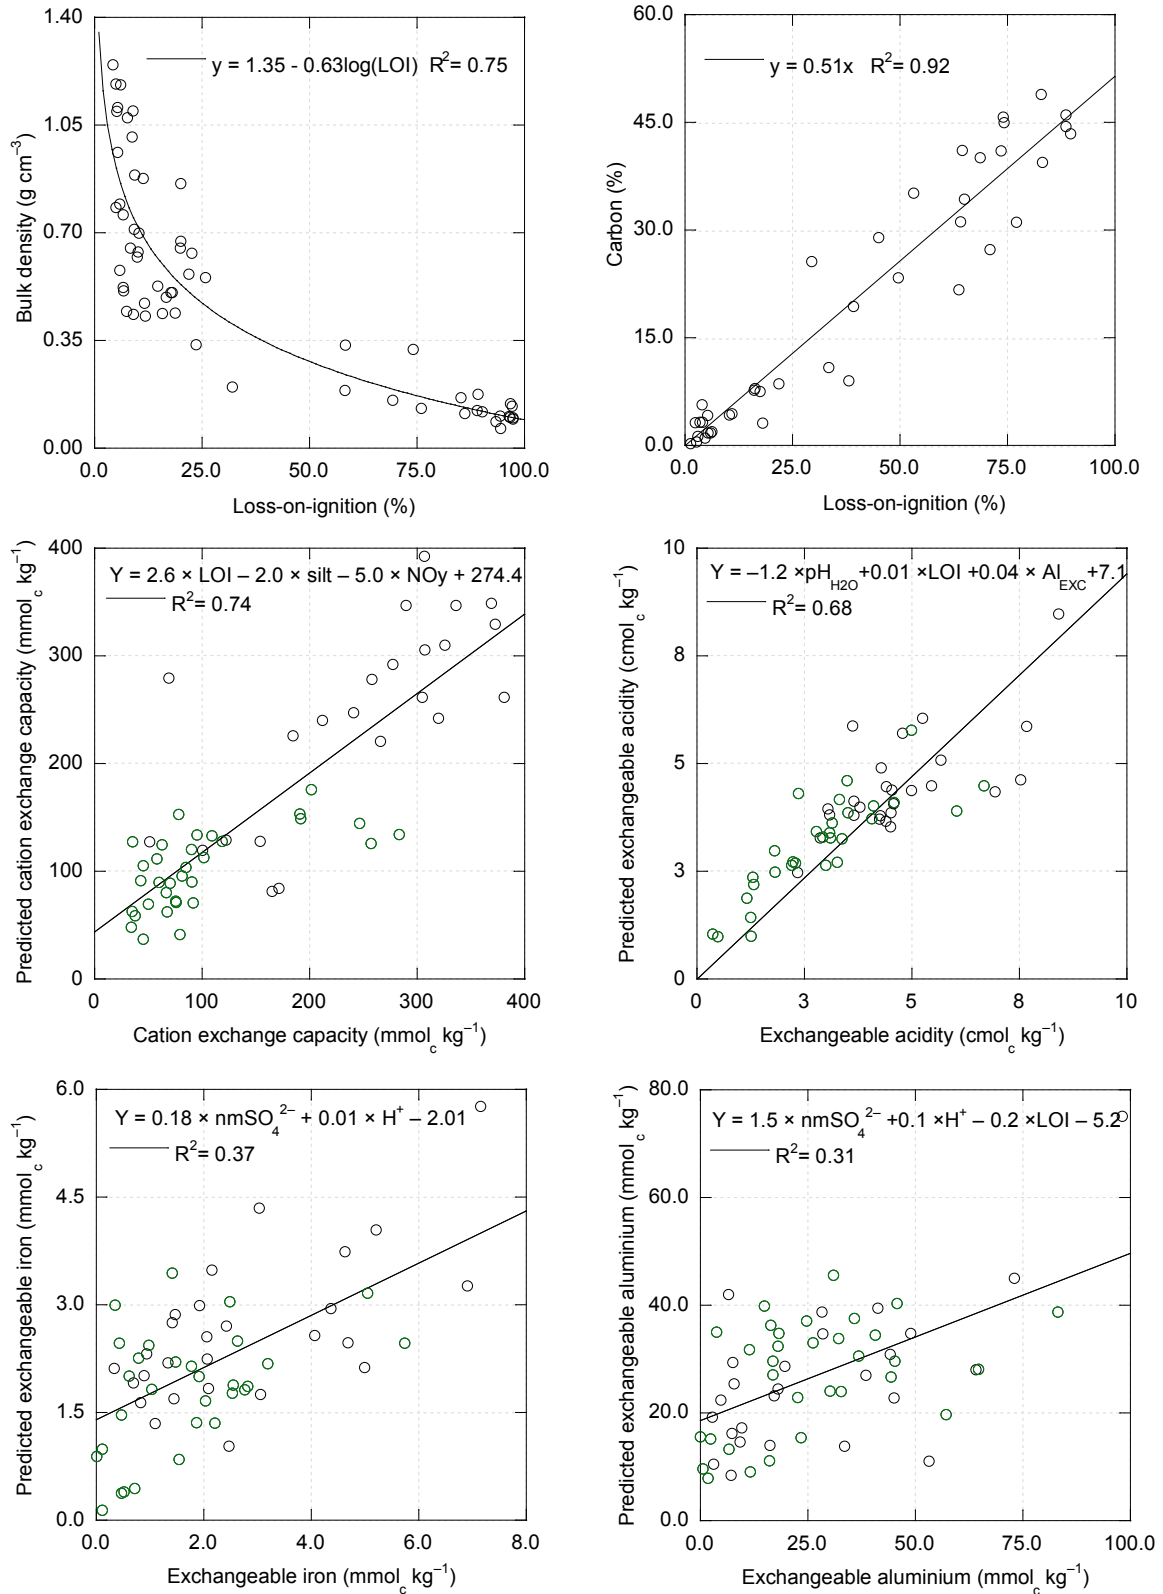 1.40
1.05
0.70
0.35
0.00
Bulk density (g cm⁻³)
y = 1.35 - 0.63log(LOI) R²= 0.75
0.0 25.0 50.0 75.0 100.0
Loss-on-ignition (%)
60.0
45.0
30.0
15.0
0.0
Carbon (%)
y = 0.51x R²= 0.92
0.0 25.0 50.0 75.0 100.0
Loss-on-ignition (%)
400
300
200
100
0
Predicted cation exchange capacity (mmol_c kg⁻¹)
Y = 2.6 × LOI – 2.0 × silt – 5.0 × NOy + 274.4
R²= 0.74
0 100 200 300 400
Cation exchange capacity (mmol_c kg⁻¹)
10
8
5
3
0
Predicted exchangeable acidity (cmol_c kg⁻¹)
Y = –1.2 ×pH_H2O +0.01 ×LOI +0.04 × Al_EXC +7.1
R²= 0.68
0 3 5 8 10
Exchangeable acidity (cmol_c kg⁻¹)
6.0
4.5
3.0
1.5
0.0
Predicted exchangeable iron (mmol_c kg⁻¹)
Y = 0.18 × nmSO₄²⁻ + 0.01 × H⁺ – 2.01
R²= 0.37
0.0 2.0 4.0 6.0 8.0
Exchangeable iron (mmol_c kg⁻¹)
80.0
60.0
40.0
20.0
0.0
Predicted exchangeable aluminium (mmol_c kg⁻¹)
Y = 1.5 × nmSO₄²⁻ +0.1 ×H⁺ – 0.2 ×LOI – 5.2
R²= 0.31
0.0 25.0 50.0 75.0 100.0
Exchangeable aluminium (mmol_c kg⁻¹)